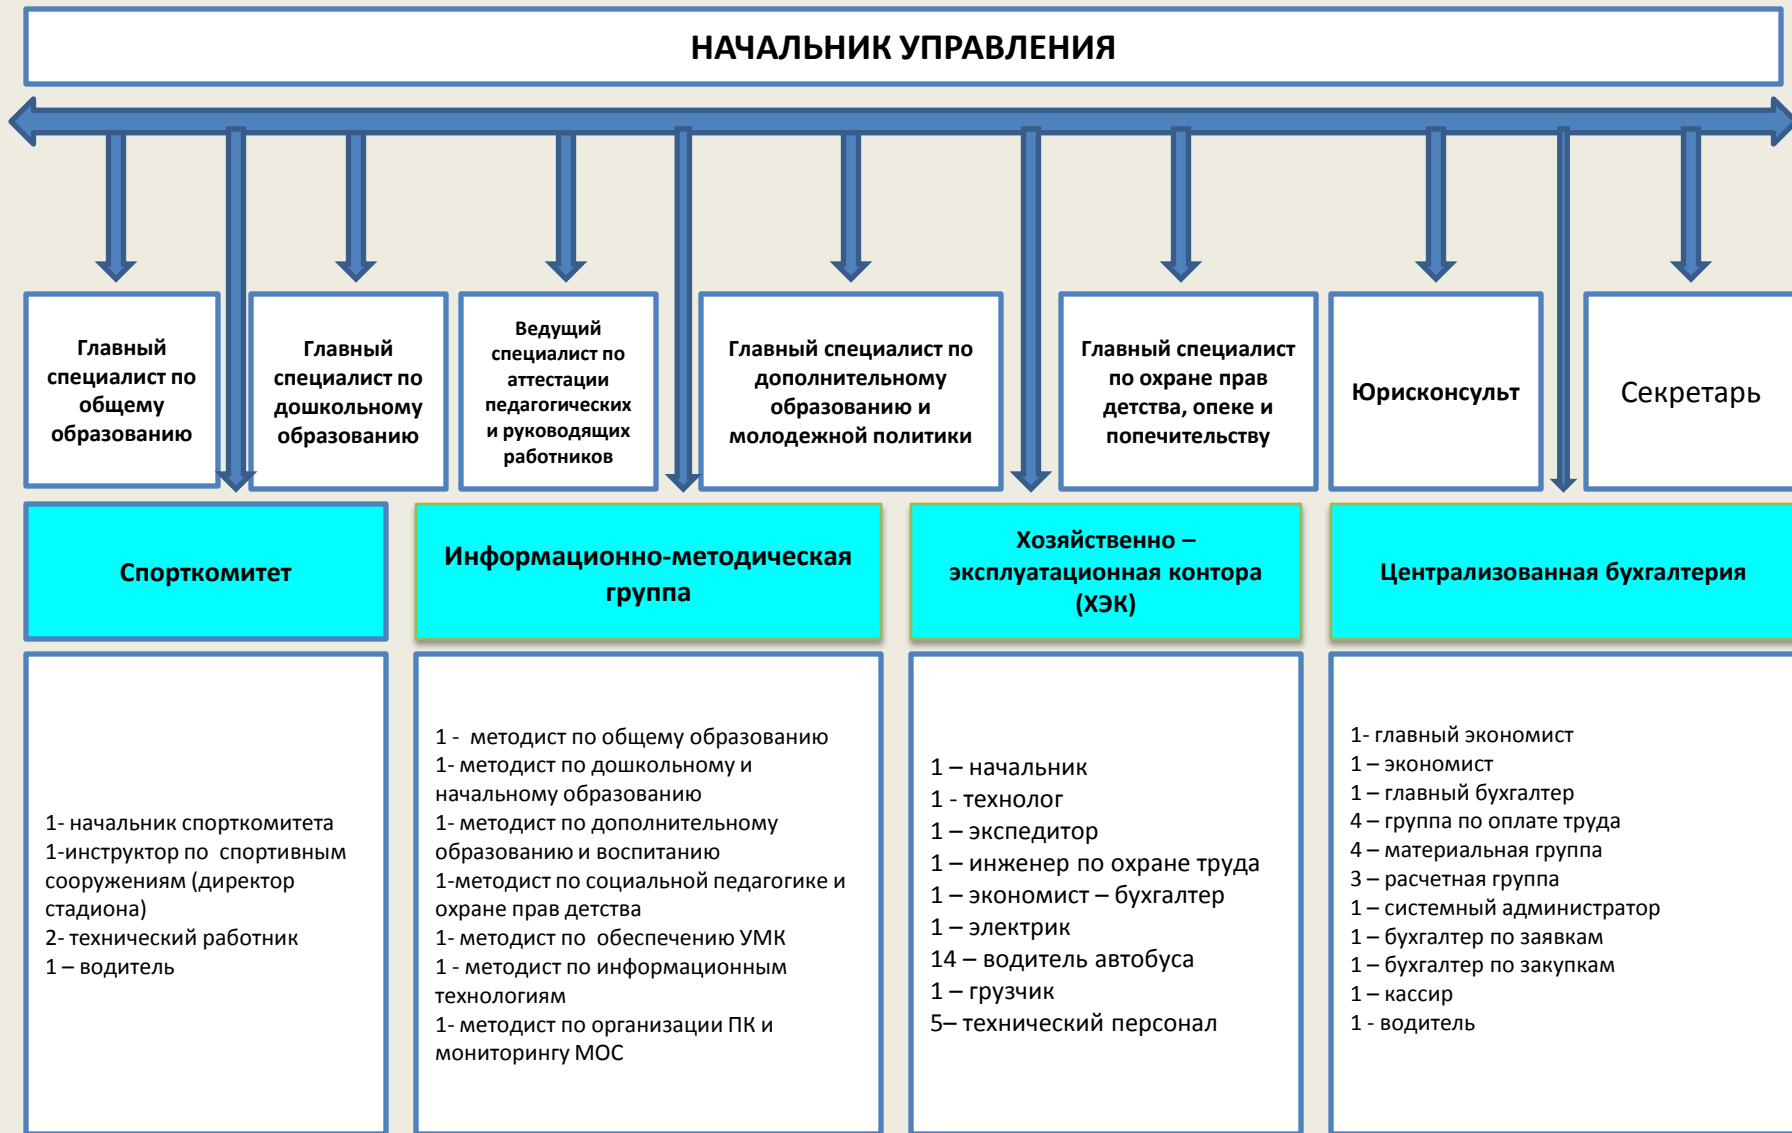 НАЧАЛЬНИК УПРАВЛЕНИЯ
Главный
специалист по
общему
образованию
Главный
специалист по
дошкольному
образованию
Ведущий
специалист по
аттестации
педагогических
и руководящих
работников
Главный специалист по
дополнительному
образованию и
молодежной политики
Главный специалист
по охране прав
детства, опеке и
попечительству
Юрисконсульт
Секретарь
Спорткомитет
Информационно-методическая
группа
Хозяйственно –
эксплуатационная контора
(ХЭК)
Централизованная бухгалтерия
1- начальник спорткомитета
1-инструктор по спортивным
сооружениям (директор
стадиона)
2- технический работник
1 – водитель
1 - методист по общему образованию
1- методист по дошкольному и
начальному образованию
1- методист по дополнительному
образованию и воспитанию
1-методист по социальной педагогике и
охране прав детства
1- методист по обеспечению УМК
1 - методист по информационным
технологиям
1- методист по организации ПК и
мониторингу МОС
1 – начальник
1 - технолог
1 – экспедитор
1 – инженер по охране труда
1 – экономист – бухгалтер
1 – электрик
14 – водитель автобуса
1 – грузчик
5– технический персонал
1- главный экономист
1 – экономист
1 – главный бухгалтер
4 – группа по оплате труда
4 – материальная группа
3 – расчетная группа
1 – системный администратор
1 – бухгалтер по заявкам
1 – бухгалтер по закупкам
1 – кассир
1 - водитель